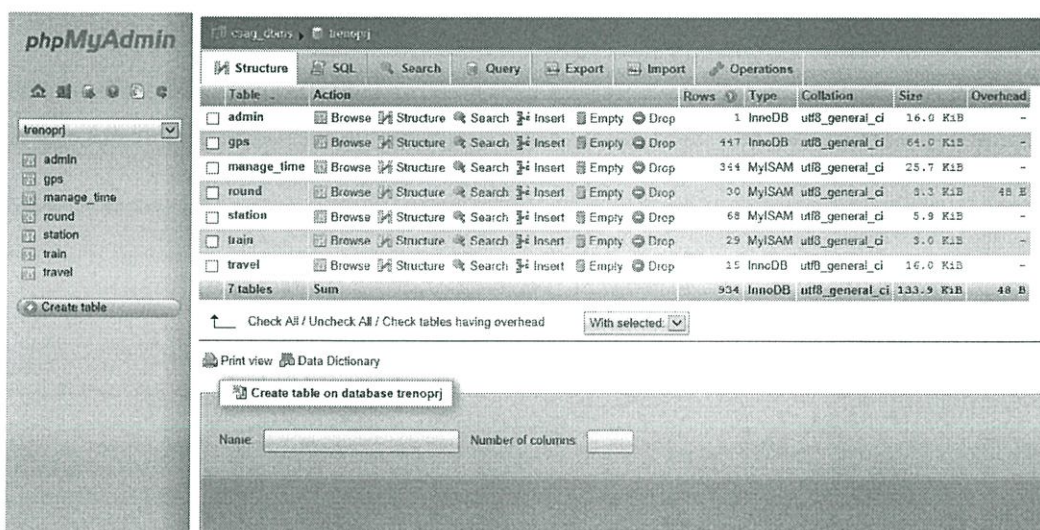 phpMyAdmin
trenoprj
admin
gps
manage_time
round
station
train
travel
Create table
trenoprj
Structure SQL Search Query Export Import Operations
Table Action Rows Type Collation Size Overhead
admin Browse Structure Search Insert Empty Drop 1 InnoDB utf8_general_ci 16.0 KiB -
gps Browse Structure Search Insert Empty Drop 447 InnoDB utf8_general_ci 64.0 KiB -
manage_time Browse Structure Search Insert Empty Drop 344 MyISAM utf8_general_ci 25.7 KiB -
round Browse Structure Search Insert Empty Drop 30 MyISAM utf8_general_ci 3.3 KiB 48 B
station Browse Structure Search Insert Empty Drop 68 MyISAM utf8_general_ci 5.9 KiB -
train Browse Structure Search Insert Empty Drop 29 MyISAM utf8_general_ci 3.0 KiB -
travel Browse Structure Search Insert Empty Drop 15 InnoDB utf8_general_ci 16.0 KiB -
7 tables Sum 934 InnoDB utf8_general_ci 133.9 KiB 48 B
Check All / Uncheck All / Check tables having overhead With selected:
Print view Data Dictionary
Create table on database trenoprj
Name: Number of columns: